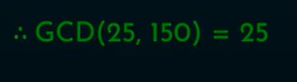 ∴ GCD(25, 150) = 25